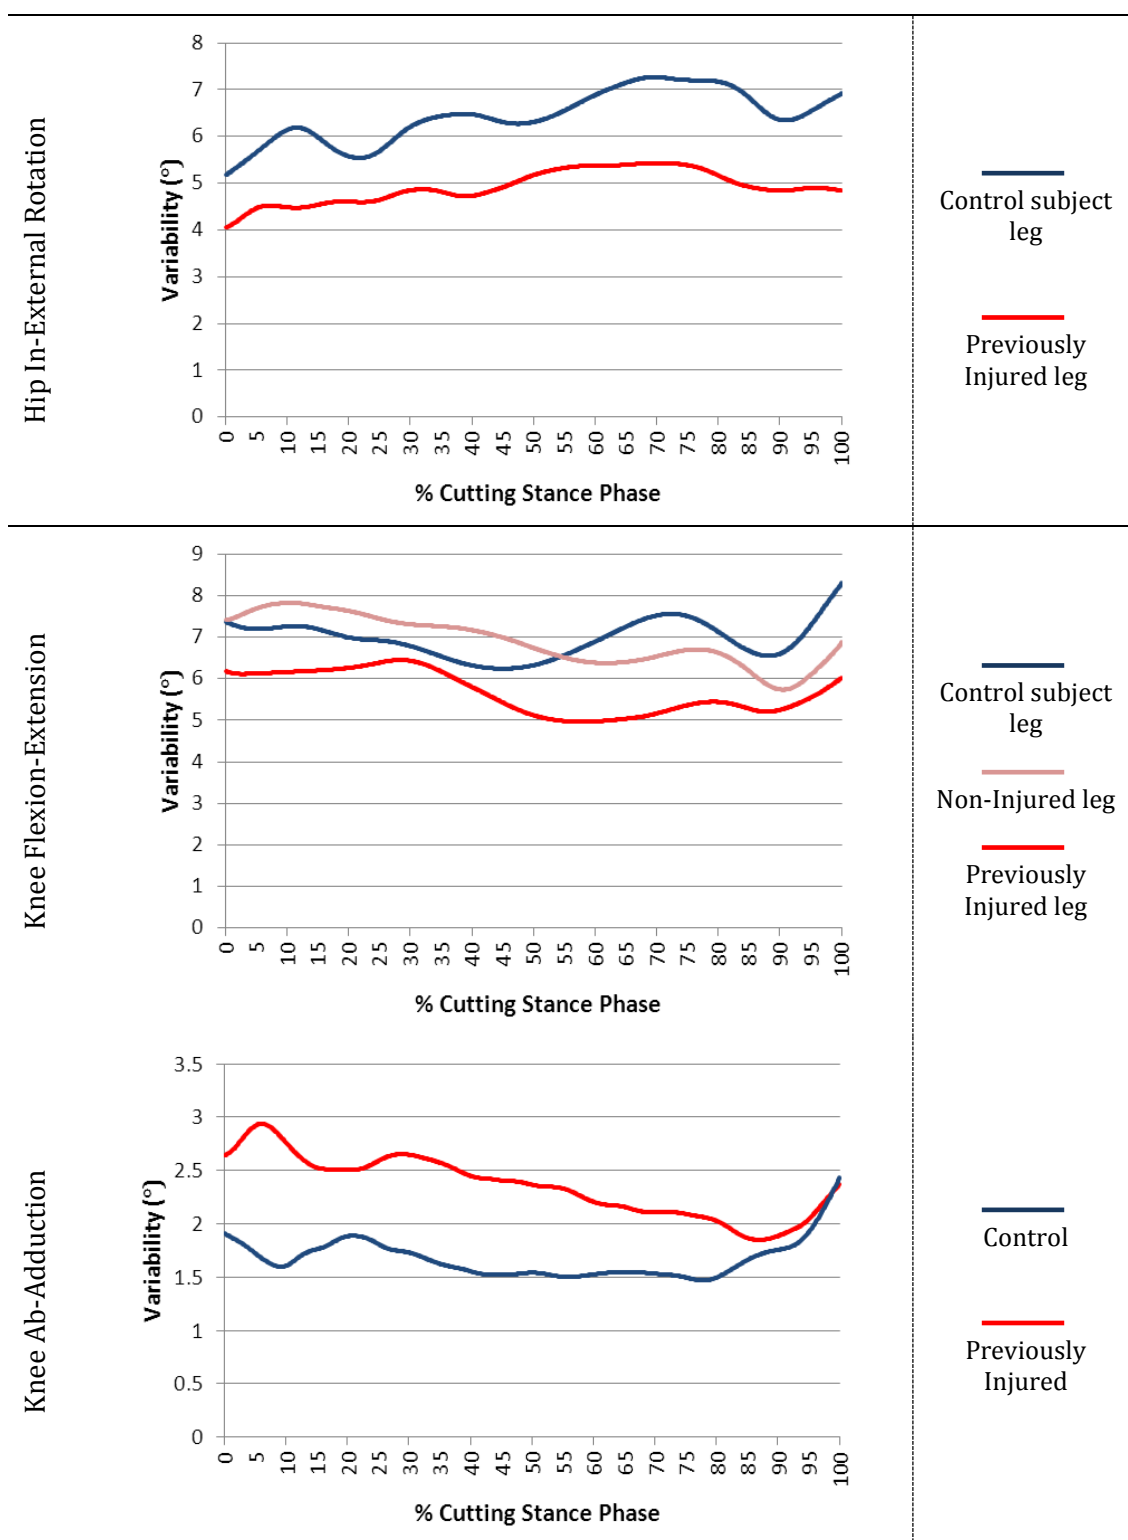 Hip In-External Rotation
Variability (°)
8
7
6
5
4
3
2
1
0
0 5 10 15 20 25 30 35 40 45 50 55 60 65 70 75 80 85 90 95 100
% Cutting Stance Phase
Control subject
leg
Previously
Injured leg
Knee Flexion-Extension
Variability (°)
9
8
7
6
5
4
3
2
1
0
0 5 10 15 20 25 30 35 40 45 50 55 60 65 70 75 80 85 90 95 100
% Cutting Stance Phase
Control subject
leg
Non-Injured leg
Previously
Injured leg
Knee Ab-Adduction
Variability (°)
3.5
3
2.5
2
1.5
1
0.5
0
0 5 10 15 20 25 30 35 40 45 50 55 60 65 70 75 80 85 90 95 100
% Cutting Stance Phase
Control
Previously
Injured